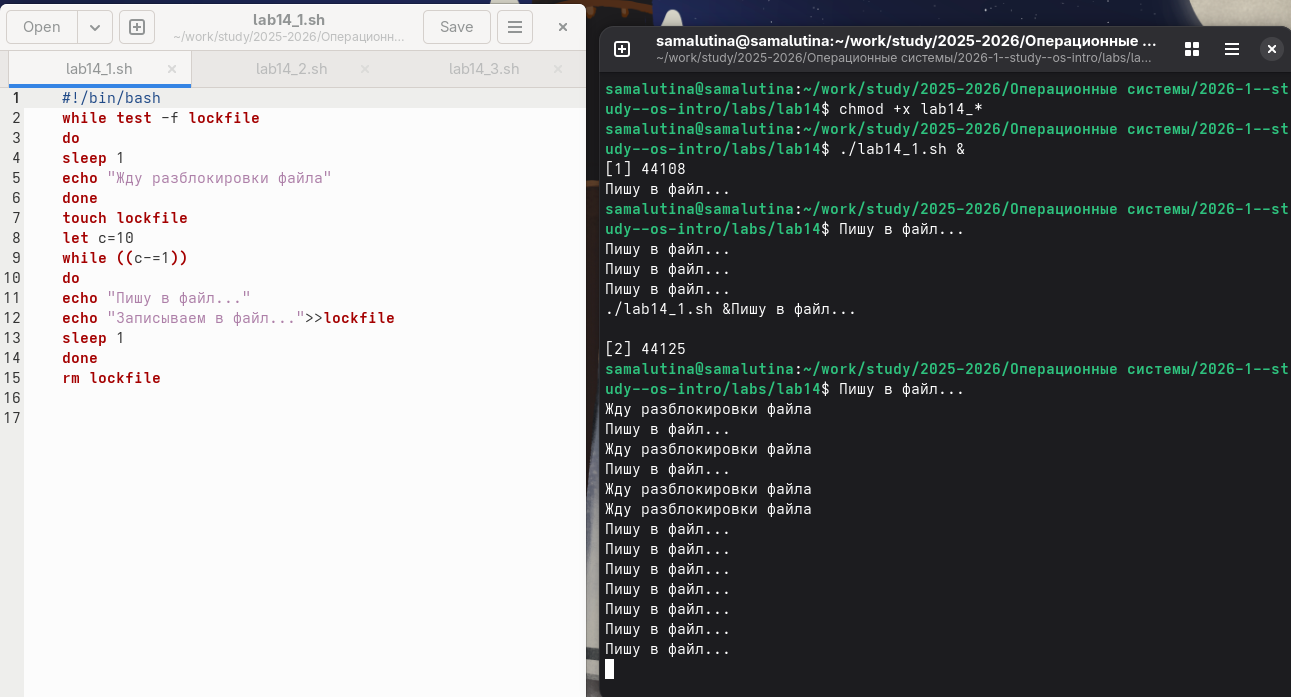 Open
lab14_1.sh
~/work/study/2025-2026/Операционн...
Save
lab14_1.sh
lab14_2.sh
lab14_3.sh
1 #!/bin/bash
2 while test -f lockfile
3 do
4 sleep 1
5 echo "Жду разблокировки файла"
6 done
7 touch lockfile
8 let c=10
9 while ((c-=1))
10 do
11 echo "Пишу в файл..."
12 echo "Записываем в файл...">>lockfile
13 sleep 1
14 done
15 rm lockfile
16
17
samalutina@samalutina:~/work/study/2025-2026/Операционные ...
~/work/study/2025-2026/Операционные системы/2026-1--study--os-intro/labs/la...
samalutina@samalutina:~/work/study/2025-2026/Операционные системы/2026-1--st
udy--os-intro/labs/lab14$ chmod +x lab14_*
samalutina@samalutina:~/work/study/2025-2026/Операционные системы/2026-1--st
udy--os-intro/labs/lab14$ ./lab14_1.sh &
[1] 44108
Пишу в файл...
samalutina@samalutina:~/work/study/2025-2026/Операционные системы/2026-1--st
udy--os-intro/labs/lab14$ Пишу в файл...
Пишу в файл...
Пишу в файл...
Пишу в файл...
./lab14_1.sh &Пишу в файл...
[2] 44125
samalutina@samalutina:~/work/study/2025-2026/Операционные системы/2026-1--st
udy--os-intro/labs/lab14$ Пишу в файл...
Жду разблокировки файла
Пишу в файл...
Жду разблокировки файла
Пишу в файл...
Жду разблокировки файла
Жду разблокировки файла
Пишу в файл...
Пишу в файл...
Пишу в файл...
Пишу в файл...
Пишу в файл...
Пишу в файл...
Пишу в файл...